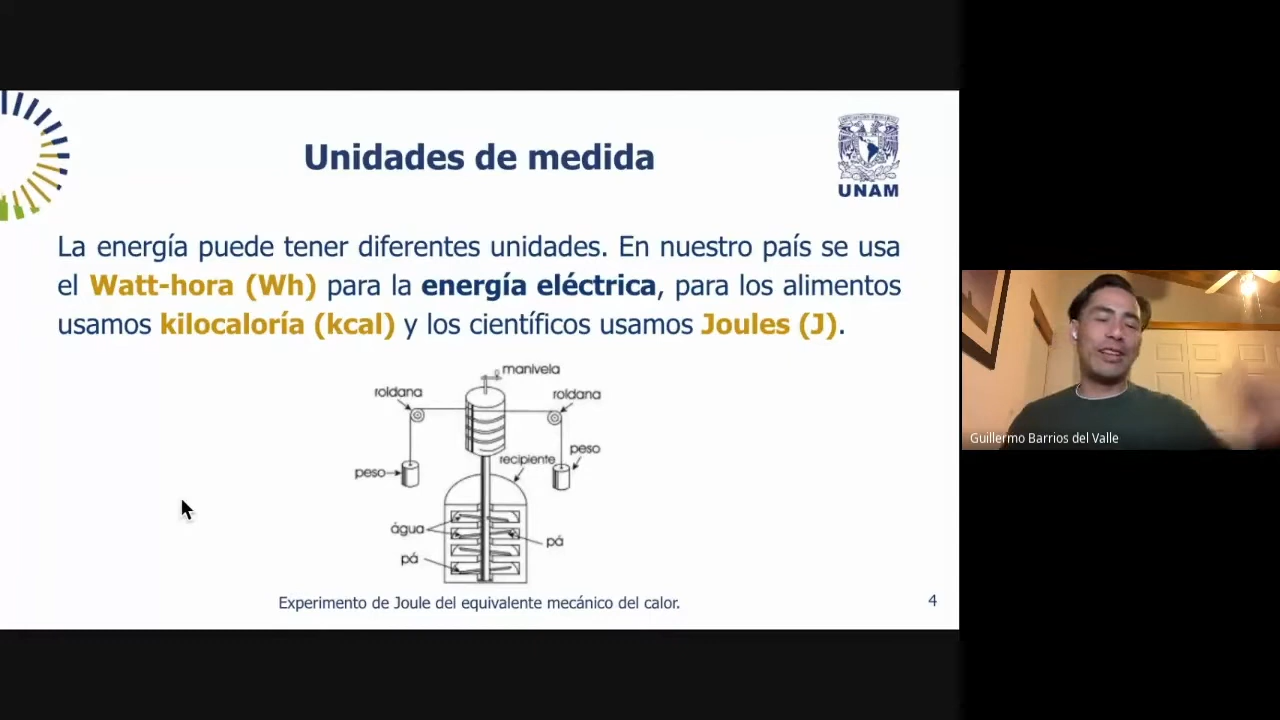 Unidades de medida
UNAM
La energía puede tener diferentes unidades. En nuestro país se usa
el Watt-hora (Wh) para la energía eléctrica, para los alimentos
usamos kilocaloría (kcal) y los científicos usamos Joules (J).
manivela
roldana
roldana
peso
recipiente
peso
água
pá
pá
Experimento de Joule del equivalente mecánico del calor.
4
Guillermo Barrios del Valle